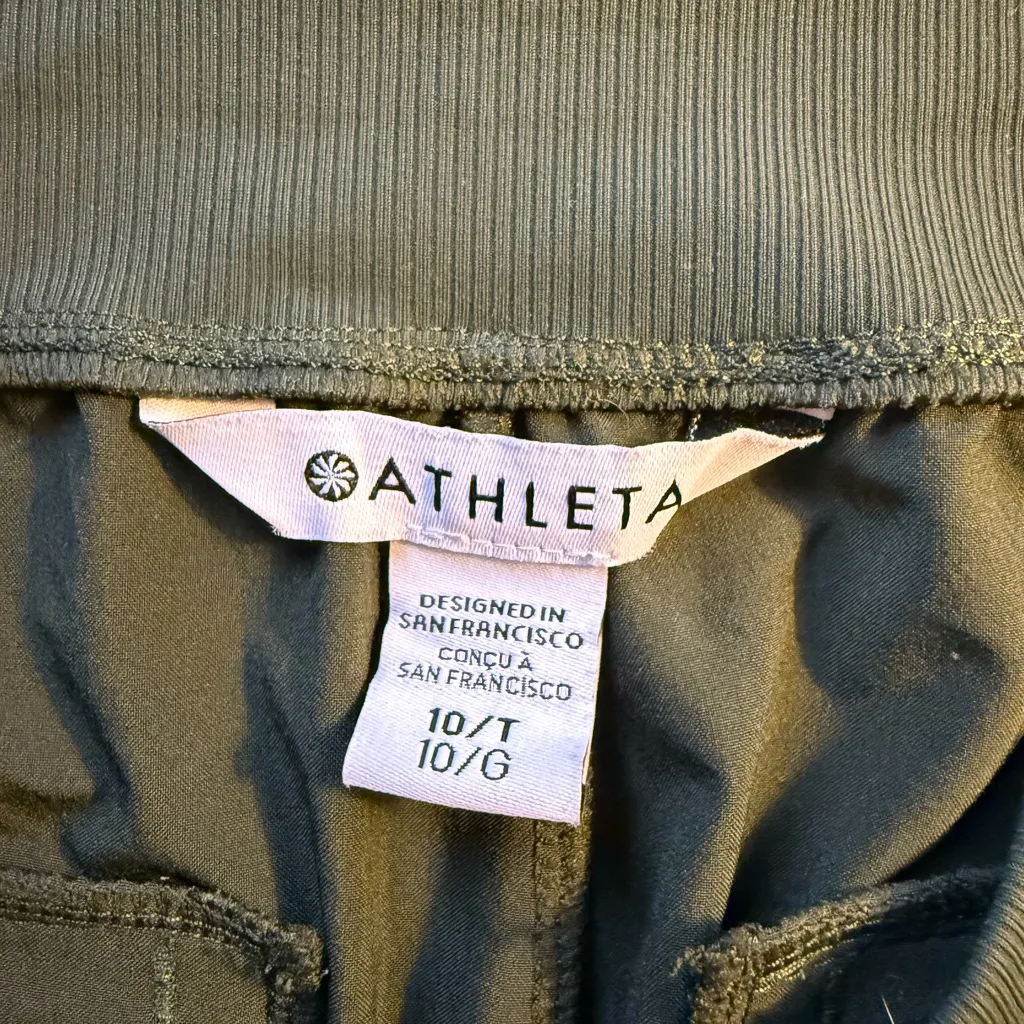 ATHLETA
DESIGNED IN
SAN FRANCISCO
CONÇU À
SAN FRANCISCO
10/T
10/G